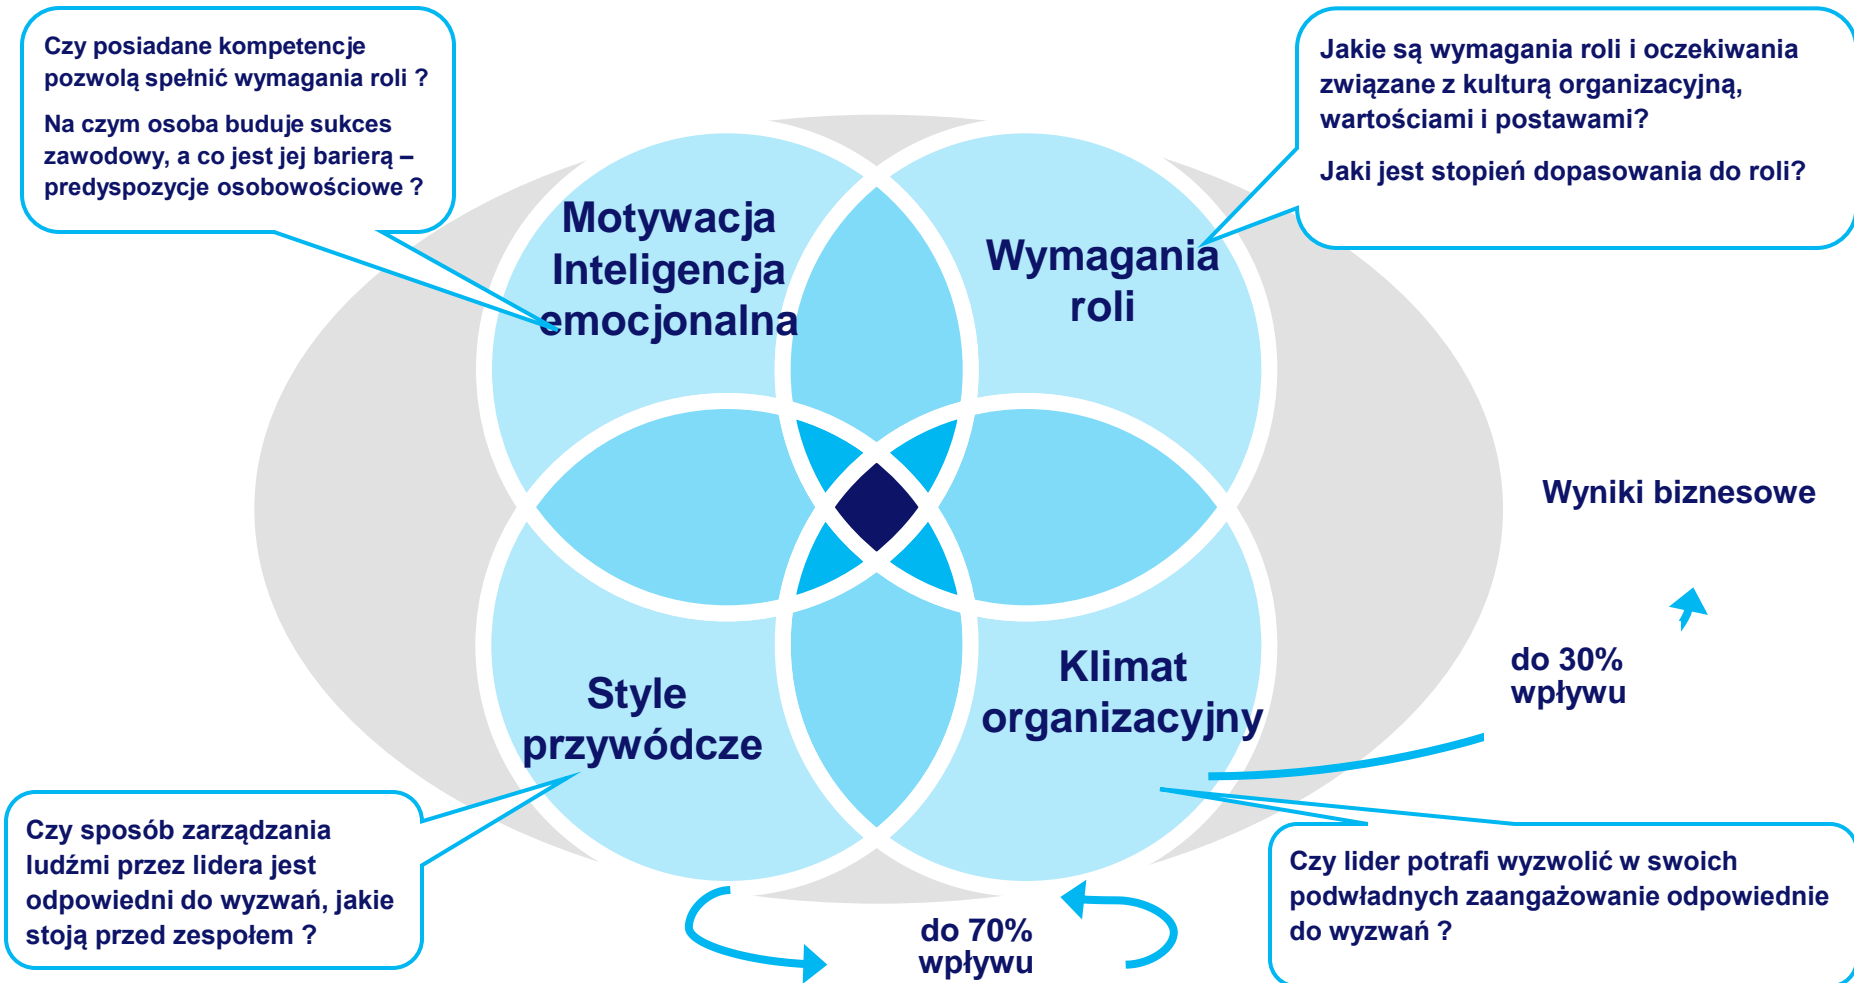 Czy posiadane kompetencje
pozwolą spełnić wymagania roli ?
Na czym osoba buduje sukces
zawodowy, a co jest jej barierą –
predyspozycje osobowościowe ?
Jakie są wymagania roli i oczekiwania
związane z kulturą organizacyjną,
wartościami i postawami?
Jaki jest stopień dopasowania do roli?
Motywacja
Inteligencja
emocjonalna
Wymagania
roli
Wyniki biznesowe
Style
przywódcze
Klimat
organizacyjny
do 30%
wpływu
Czy sposób zarządzania
ludźmi przez lidera jest
odpowiedni do wyzwań, jakie
stoją przed zespołem ?
do 70%
wpływu
Czy lider potrafi wyzwolić w swoich
podwładnych zaangażowanie odpowiednie
do wyzwań ?